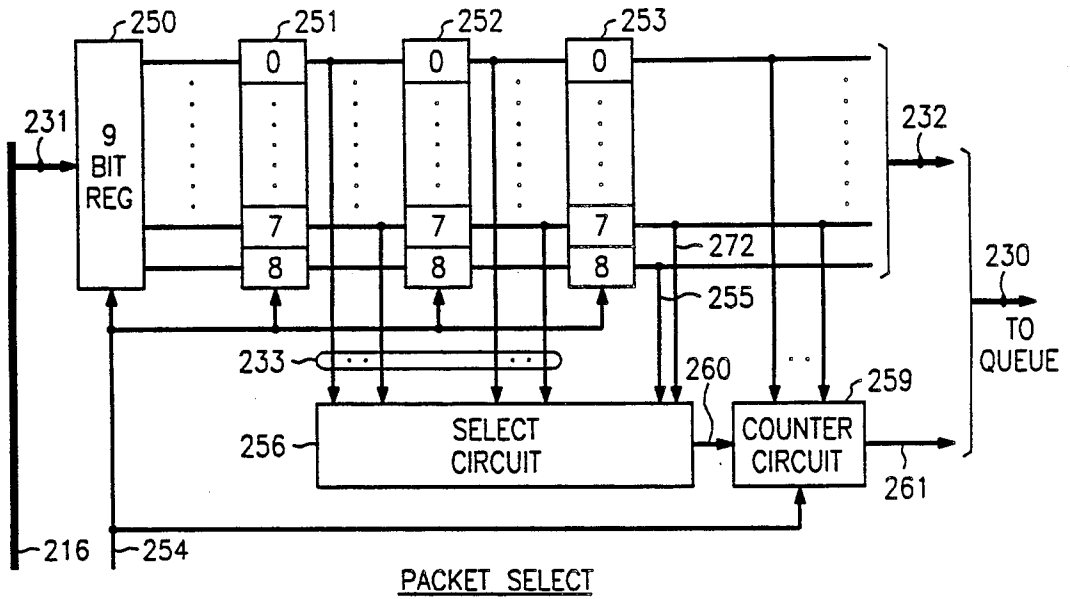 250
251
252
253
0
0
0
231
9
BIT
REG
232
7
7
7
272
8
8
8
230
255
TO
QUEUE
233
260
259
256
SELECT
CIRCUIT
COUNTER
CIRCUIT
261
216
254
PACKET SELECT